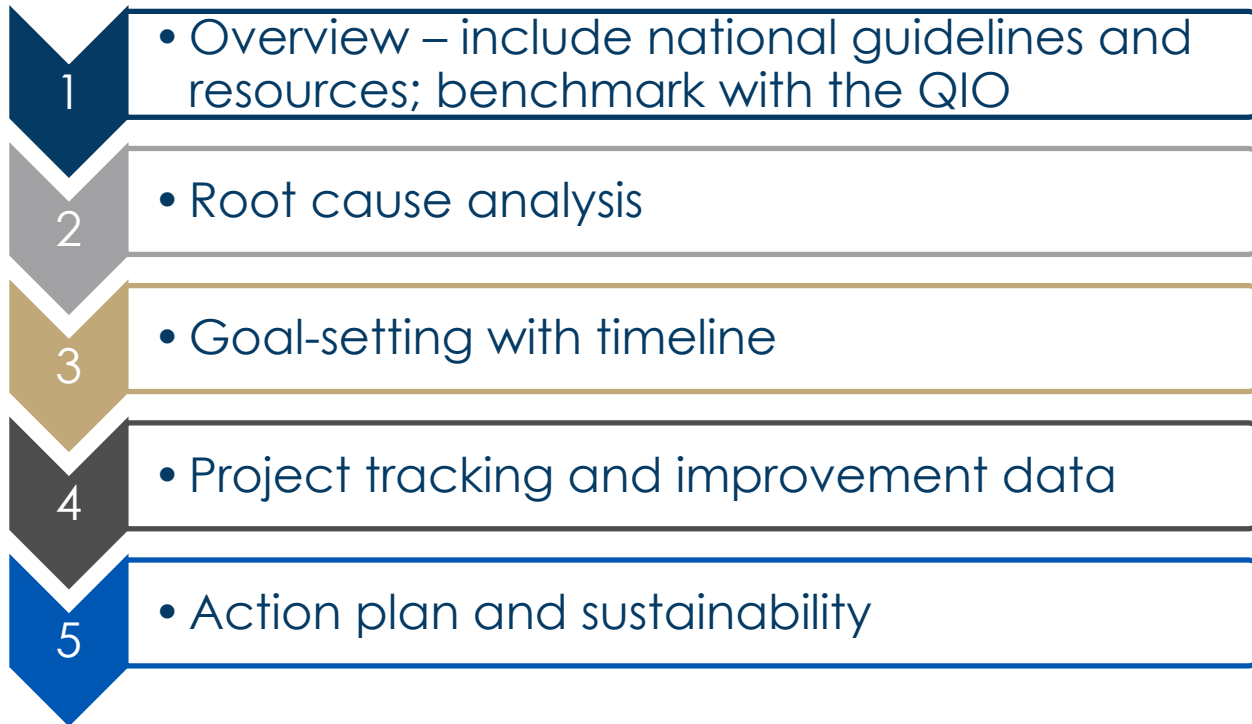 1
• Overview – include national guidelines and
resources; benchmark with the QIO
2
• Root cause analysis
3
• Goal-setting with timeline
4
• Project tracking and improvement data
5
• Action plan and sustainability